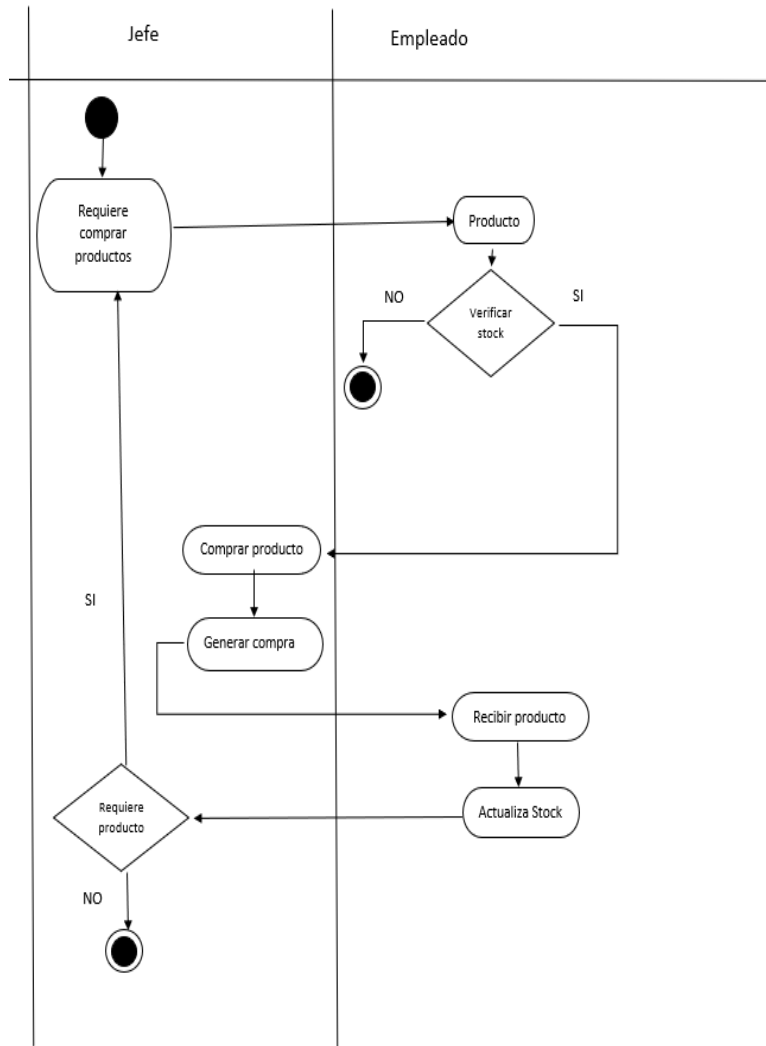 Jefe
Empleado
Requiere
comprar
productos
Producto
NO
SI
Verificar
stock
Comprar producto
SI
Generar compra
Recibir producto
Requiere
producto
Actualiza Stock
NO